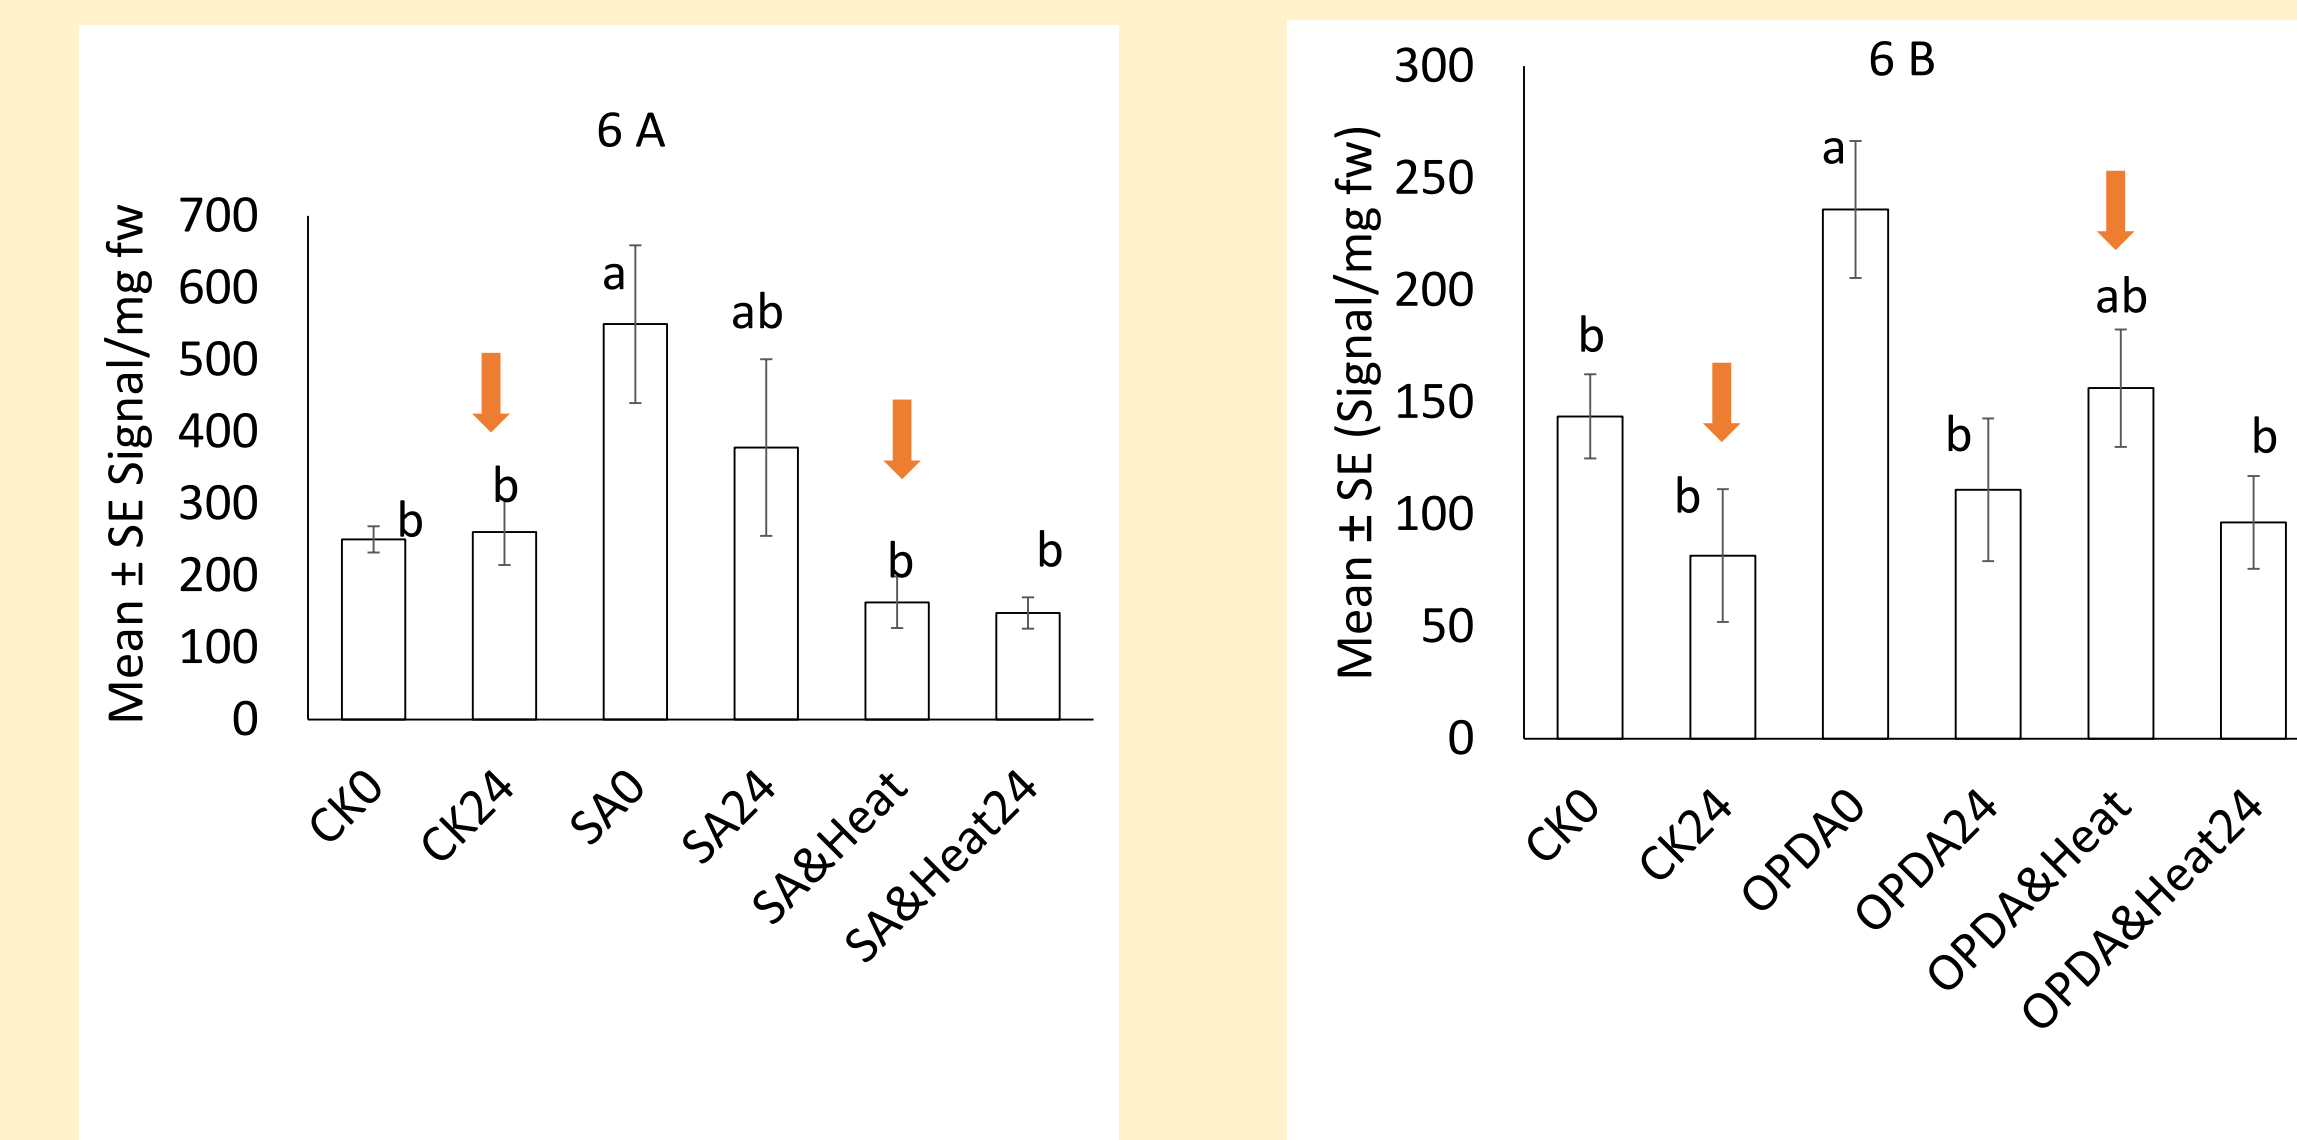 6 A
Mean ± SE Signal/mg fw
700
600
500
400
300
200
100
0
b
b
a
ab
b
b
CK0
CK24
SA0
SA24
SA&Heat
SA&Heat24
6 B
Mean ± SE (Signal/mg fw)
300
250
200
150
100
50
0
b
b
a
b
ab
b
CK0
CK24
OPDA0
OPDA24
OPDA&Heat
OPDA&Heat24